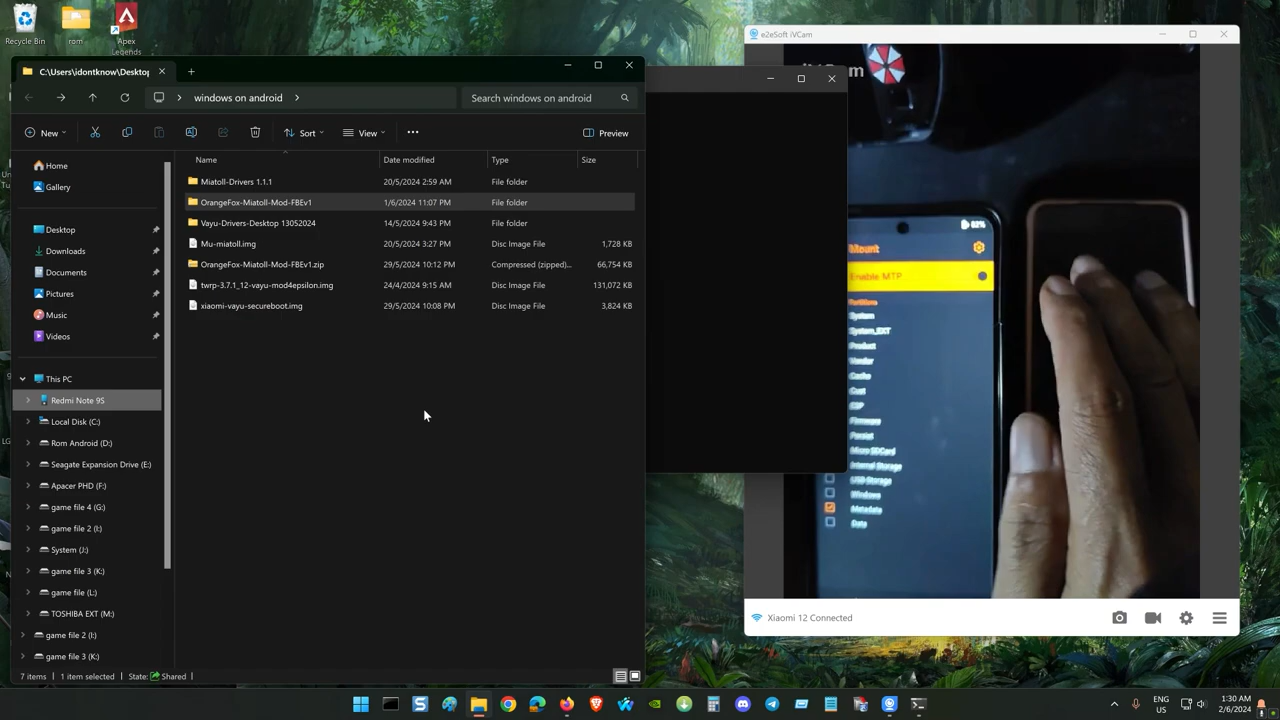 Recycle Bin
rom
Apex
Legends
C:\Users\idontknow\Desktop
windows on android
Search windows on android
New
Sort
View
Preview
Name
Date modified
Type
Size
Home
Gallery
Desktop
Downloads
Documents
Pictures
Music
Videos
This PC
Redmi Note 9S
Local Disk (C:)
Rom Android (D:)
Seagate Expansion Drive (E:)
Apacer PHD (F:)
game file 4 (G:)
game file 2 (I:)
System (J:)
game file 3 (K:)
game file (L:)
TOSHIBA EXT (M:)
game file 2 (I:)
game file 3 (K:)
Miatoll-Drivers 1.1.1 20/5/2024 2:59 AM File folder
OrangeFox-Miatoll-Mod-FBEv1 1/6/2024 11:07 PM File folder
Vayu-Drivers-Desktop 13052024 14/5/2024 9:43 PM File folder
Mu-miatoll.img 20/5/2024 3:27 PM Disc Image File 1,728 KB
OrangeFox-Miatoll-Mod-FBEv1.zip 29/5/2024 10:12 PM Compressed (zipped)... 66,754 KB
twrp-3.7.1_12-vayu-mod4epsilon.img 24/4/2024 9:15 AM Disc Image File 131,072 KB
xiaomi-vayu-secureboot.img 29/5/2024 10:08 PM Disc Image File 3,824 KB
7 items
1 item selected
State: Shared
e2eSoft iVCam
62%
Mount
Enable MTP
Partitions
System
System_EXT
Product
Vendor
Cache
Cust
ESP
Firmware
Persist
Micro SDCard
Internal Storage
USB Storage
Windows
Metadata
Data
Xiaomi 12 Connected
ENG
US
1:30 AM
2/6/2024